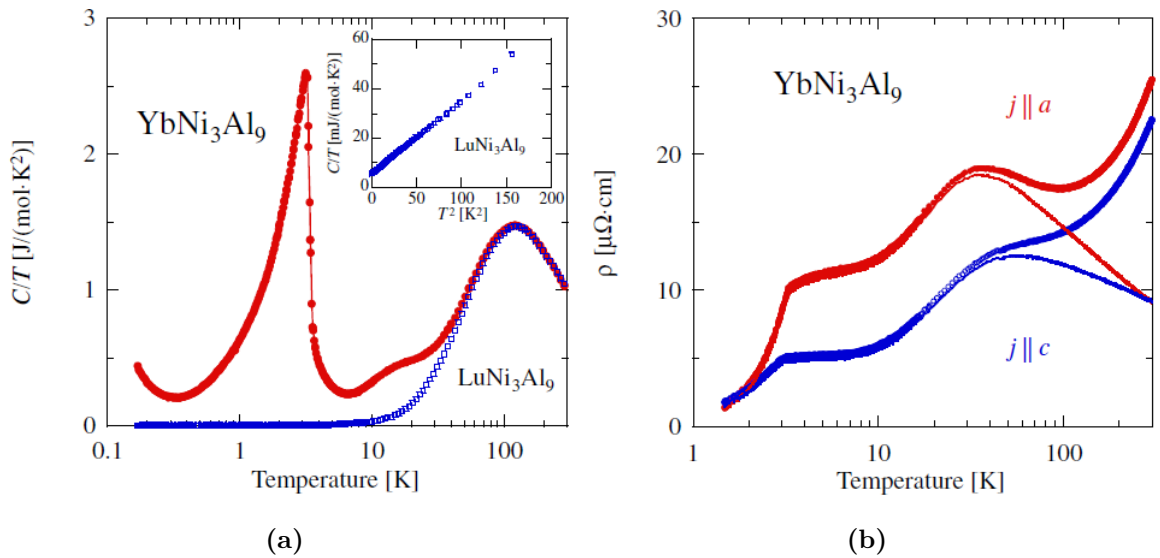 C/T [J/(mol·K²)]
3
2
1
0
0.1
1
10
100
Temperature [K]
YbNi₃Al₉
LuNi₃Al₉
C/T [mJ/(mol·K²)]
60
40
20
0
0
50
100
150
200
T² [K²]
LuNi₃Al₉
(a)
ρ [μΩ·cm]
30
20
10
0
1
10
100
Temperature [K]
YbNi₃Al₉
j || a
j || c
(b)